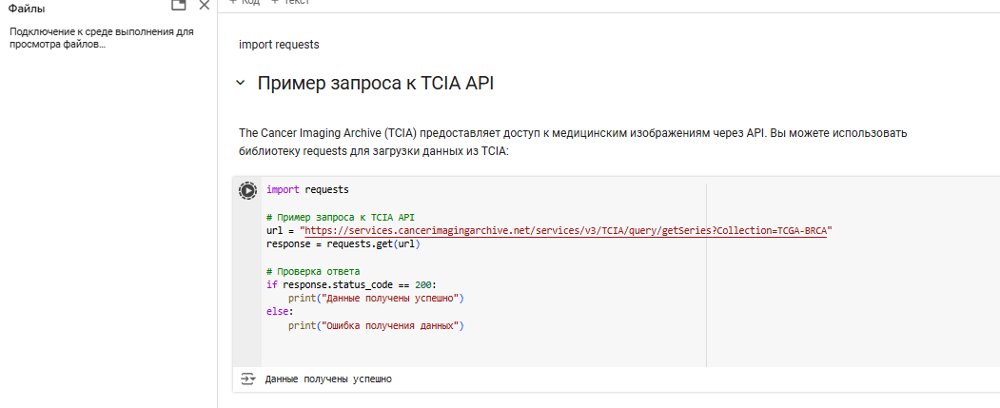 Файлы
+ Код + Текст
Подключение к среде выполнения для
просмотра файлов...
import requests
Пример запроса к TCIA API
The Cancer Imaging Archive (TCIA) предоставляет доступ к медицинским изображениям через API. Вы можете использовать
библиотеку requests для загрузки данных из TCIA:
import requests
# Пример запроса к TCIA API
url = "https://services.cancerimagingarchive.net/services/v3/TCIA/query/getSeries?Collection=TCGA-BRCA"
response = requests.get(url)
# Проверка ответа
if response.status_code == 200:
    print("Данные получены успешно")
else:
    print("Ошибка получения данных")
Данные получены успешно